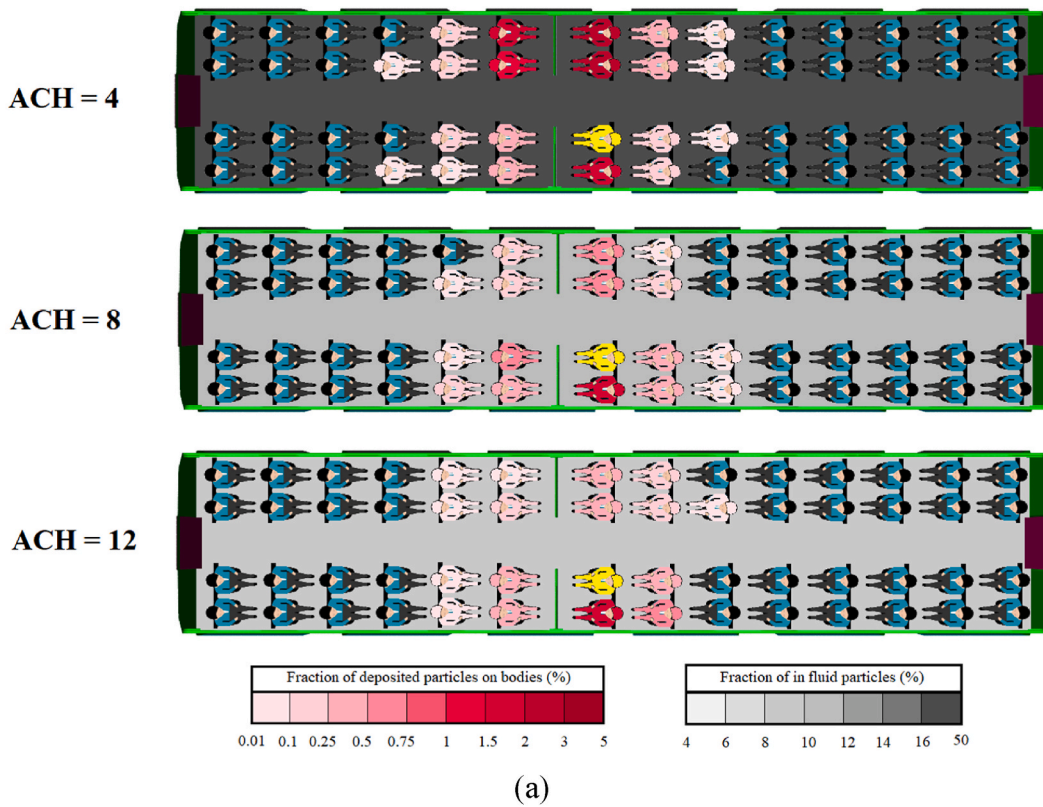 ACH = 4
ACH = 8
ACH = 12
Fraction of deposited particles on bodies (%)
0.01 0.1 0.25 0.5 0.75 1 1.5 2 3 5
Fraction of in fluid particles (%)
4 6 8 10 12 14 16 50
(a)